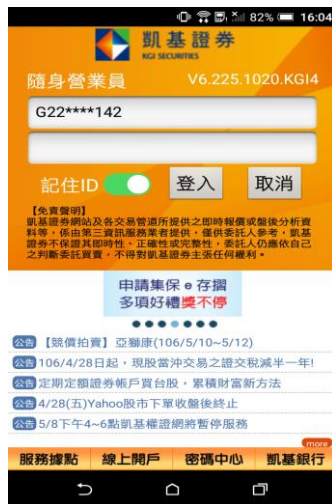 82% 16:04
凱基證券
KGI SECURITIES
隨身營業員 V6.225.1020.KGI4
G22****142
記住ID 登入 取消
【免責聲明】
凱基證券網站及各交易管道所提供之即時報價或盤後分析資
料等，係由第三資訊服務業者提供，僅供委託人參考，凱基
證券不保證其即時性、正確性或完整性，委託人仍應依自己
之判斷委託買賣，不得對凱基證券主張任何權利。
申請集保 e 存摺
多項好禮獎不停
公告 【競價拍賣】亞獅康(106/5/10~5/12)
公告 106/4/28日起，現股當沖交易之證交稅減半一年!
公告 定期定額證券帳戶買台股，累積財富新方法
公告 4/28(五)Yahoo股市下單收盤後終止
公告 5/8下午4~6點凱基權證網將暫停服務
more
服務據點 線上開戶 密碼中心 凱基銀行